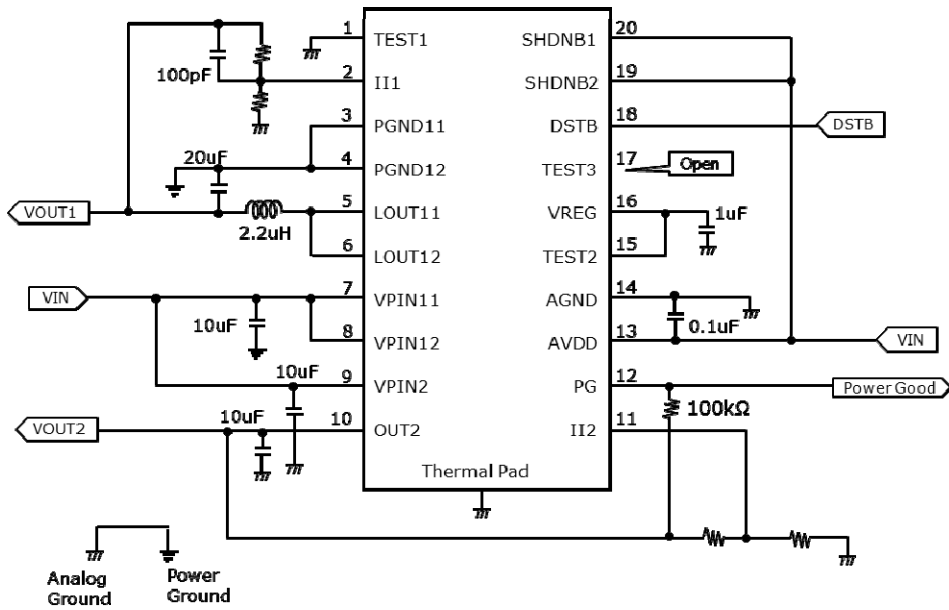 1 TEST1 SHDNB1 20
100pF
2 II1 SHDNB2 19
3 PGND11 DSTB 18 DSTB
20uF
4 PGND12 TEST3 17 Open
VOUT1
2.2uH
5 LOUT11 VREG 16 1uF
6 LOUT12 TEST2 15
VIN
7 VPIN11 AGND 14
10uF
0.1uF
8 VPIN12 AVDD 13 VIN
10uF
9 VPIN2 PG 12 Power Good
100kΩ
VOUT2
10uF
10 OUT2 II2 11
Thermal Pad
Analog Ground
Power Ground